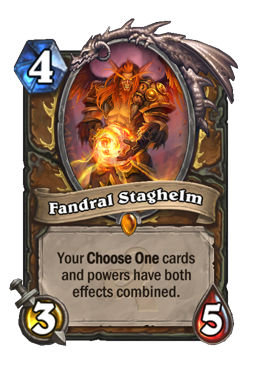 4
Fandral Staghelm
Your Choose One cards
and powers have both
effects combined.
3
5